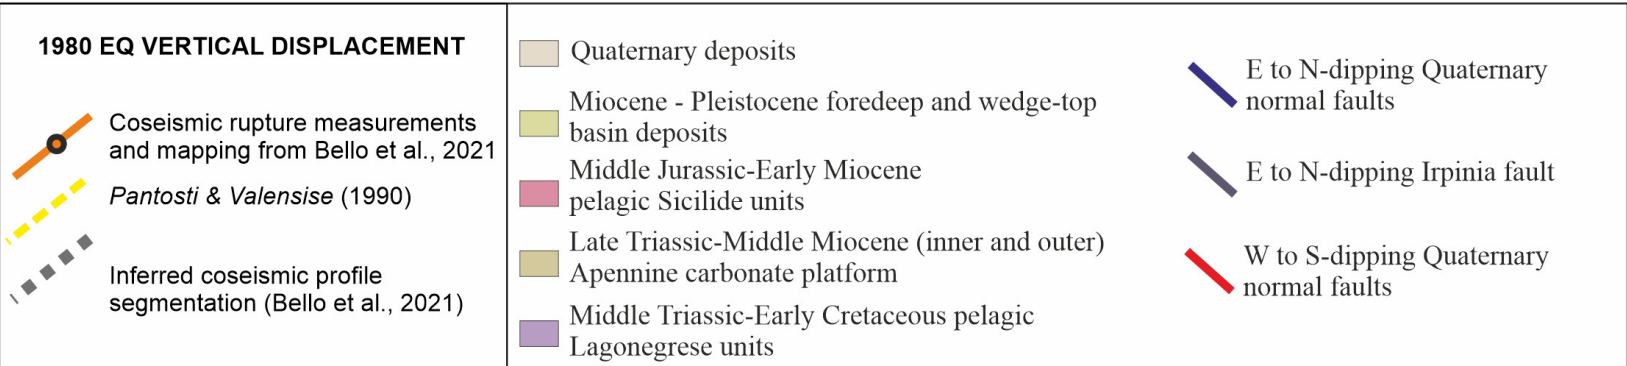 1980 EQ VERTICAL DISPLACEMENT
Coseismic rupture measurements
and mapping from Bello et al., 2021
Pantosti & Valensise (1990)
Inferred coseismic profile
segmentation (Bello et al., 2021)
Quaternary deposits
Miocene - Pleistocene foredeep and wedge-top
basin deposits
Middle Jurassic-Early Miocene
pelagic Sicilide units
Late Triassic-Middle Miocene (inner and outer)
Apennine carbonate platform
Middle Triassic-Early Cretaceous pelagic
Lagonegrese units
E to N-dipping Quaternary
normal faults
E to N-dipping Irpinia fault
W to S-dipping Quaternary
normal faults